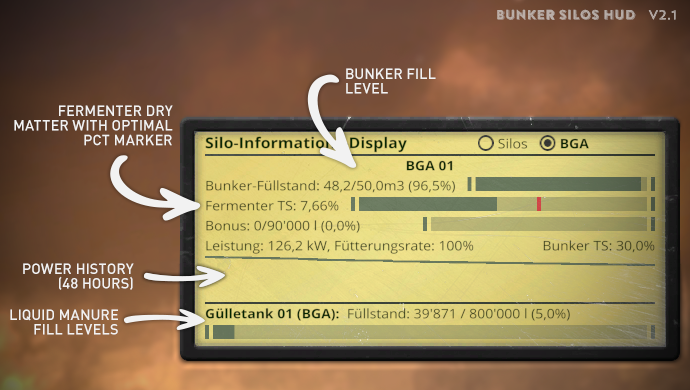 BUNKER SILOS HUD V2.1
BUNKER FILL
LEVEL
FERMENTER DRY
MATTER WITH OPTIMAL
PCT MARKER
Silo-Information Display
Silos BGA
BGA 01
Bunker-Füllstand: 48,2/50,0m3 (96,5%)
Fermenter TS: 7,66%
Bonus: 0/90'000 l (0,0%)
Leistung: 126,2 kW, Fütterungsrate: 100% Bunker TS: 30,0%
POWER HISTORY
(48 HOURS)
LIQUID MANURE
FILL LEVELS
Gülletank 01 (BGA): Füllstand: 39'871 / 800'000 l (5,0%)